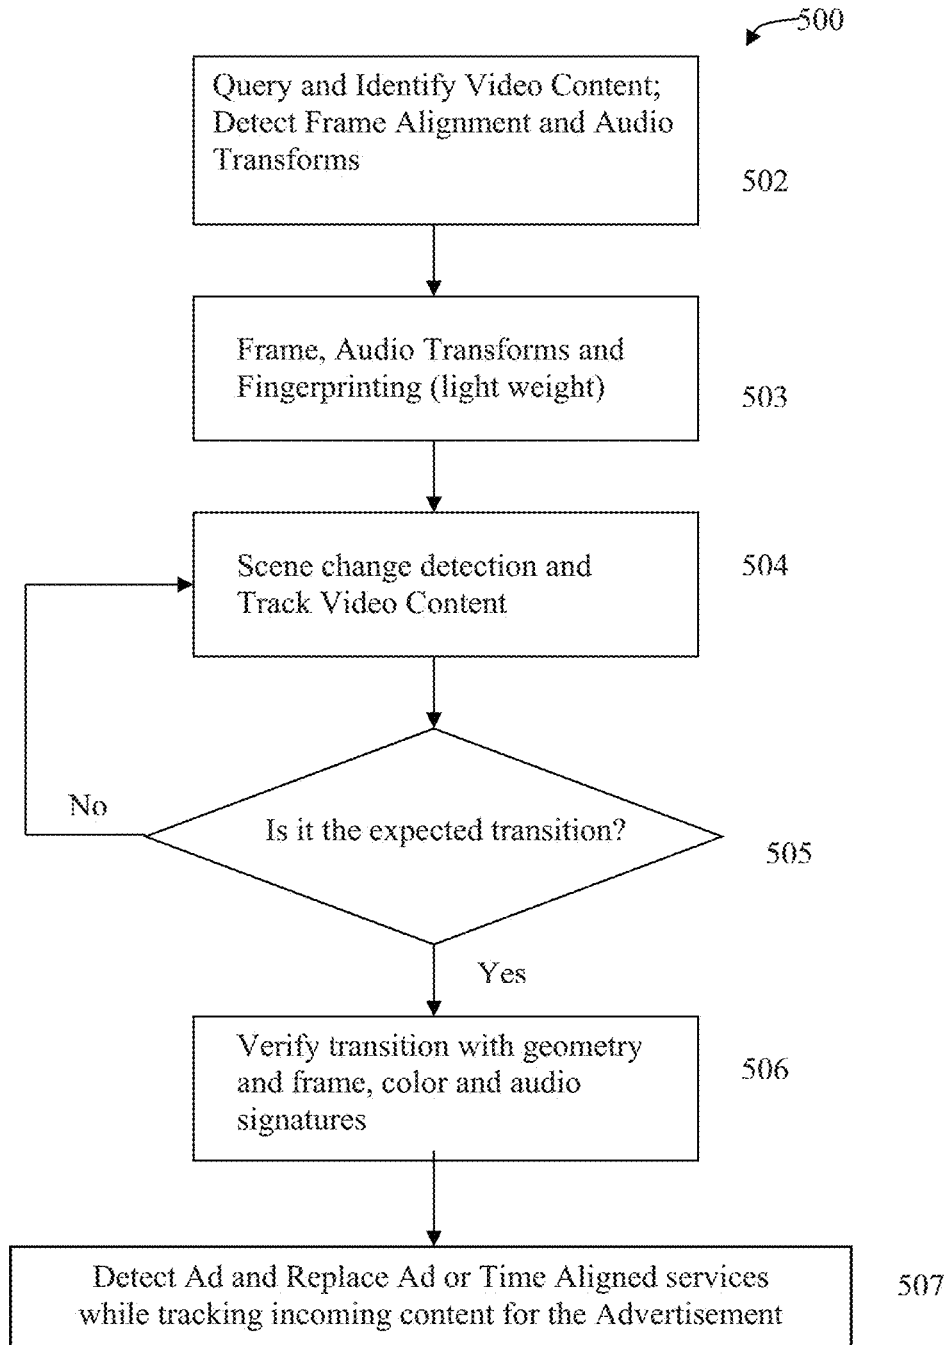 500
Query and Identify Video Content;
Detect Frame Alignment and Audio
Transforms
502
Frame, Audio Transforms and
Fingerprinting (light weight)
503
Scene change detection and
Track Video Content
504
Is it the expected transition?
505
No
Yes
Verify transition with geometry
and frame, color and audio
signatures
506
Detect Ad and Replace Ad or Time Aligned services
while tracking incoming content for the Advertisement
507